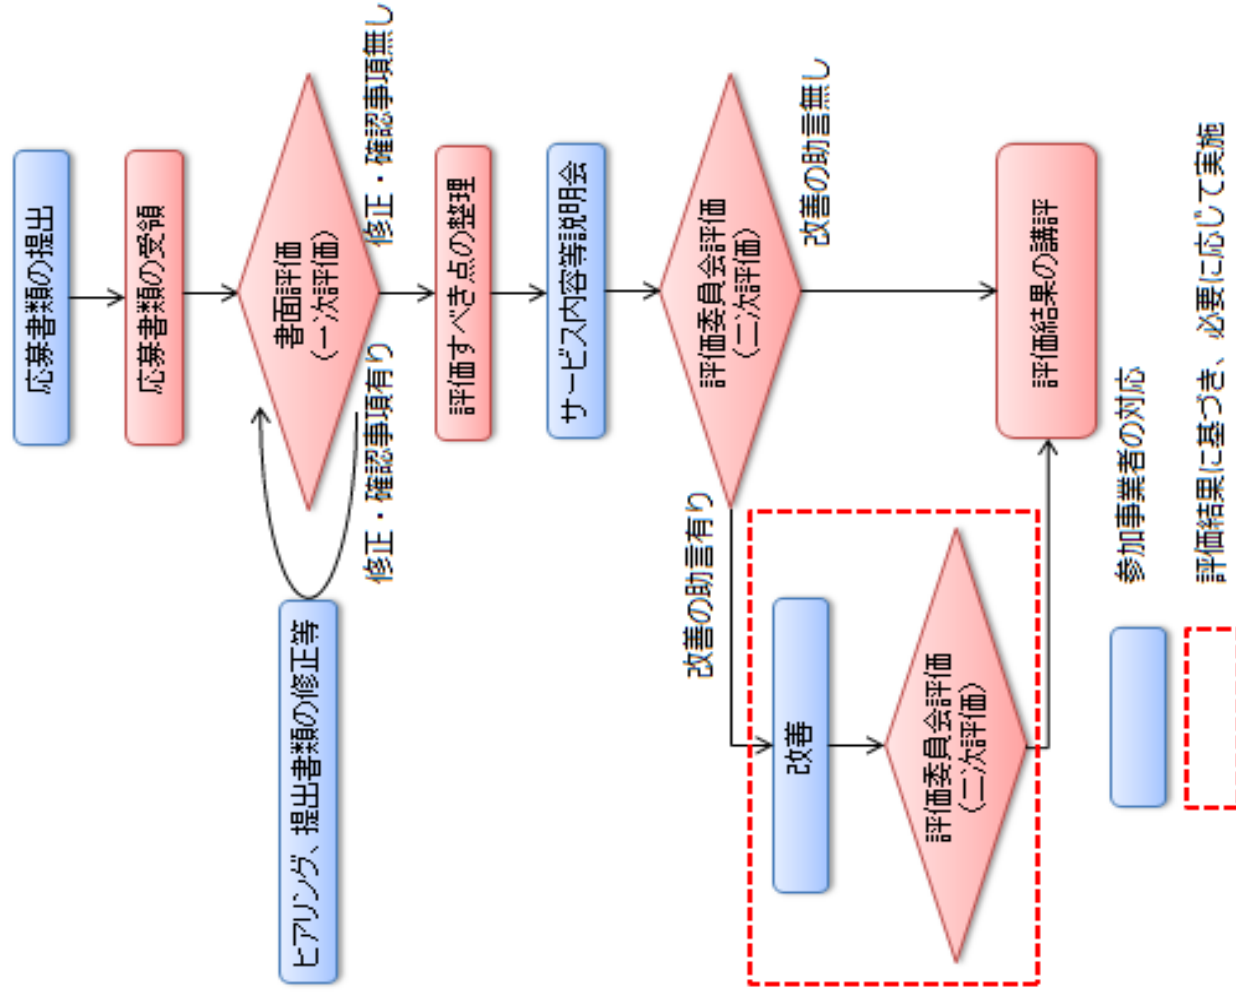 応募書類の提出
応募書類の受領
書面評価
(一次評価)
修正・確認事項無し
修正・確認事項有り
ヒアリング、提出書類の修正等
評価すべき点の整理
サービス内容等説明会
評価委員会評価
(二次評価)
改善の助言無し
改善の助言有り
改善
評価委員会評価
(二次評価)
評価結果の講評
参加事業者の対応
評価結果に基づき、必要に応じて実施